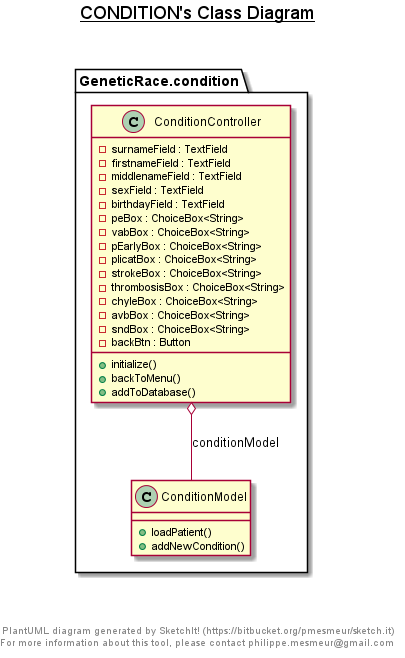 CONDITION's Class Diagram
GeneticRace.condition
C ConditionController
surnameField : TextField
firstnameField : TextField
middlenameField : TextField
sexField : TextField
birthdayField : TextField
peBox : ChoiceBox<String>
vabBox : ChoiceBox<String>
pEarlyBox : ChoiceBox<String>
plicatBox : ChoiceBox<String>
strokeBox : ChoiceBox<String>
thrombosisBox : ChoiceBox<String>
chyleBox : ChoiceBox<String>
avbBox : ChoiceBox<String>
sndBox : ChoiceBox<String>
backBtn : Button
initialize()
backToMenu()
addToDatabase()
conditionModel
C ConditionModel
loadPatient()
addNewCondition()
PlantUML diagram generated by SketchIt! (https://bitbucket.org/pmesmeur/sketch.it)
For more information about this tool, please contact philippe.mesmeur@gmail.com